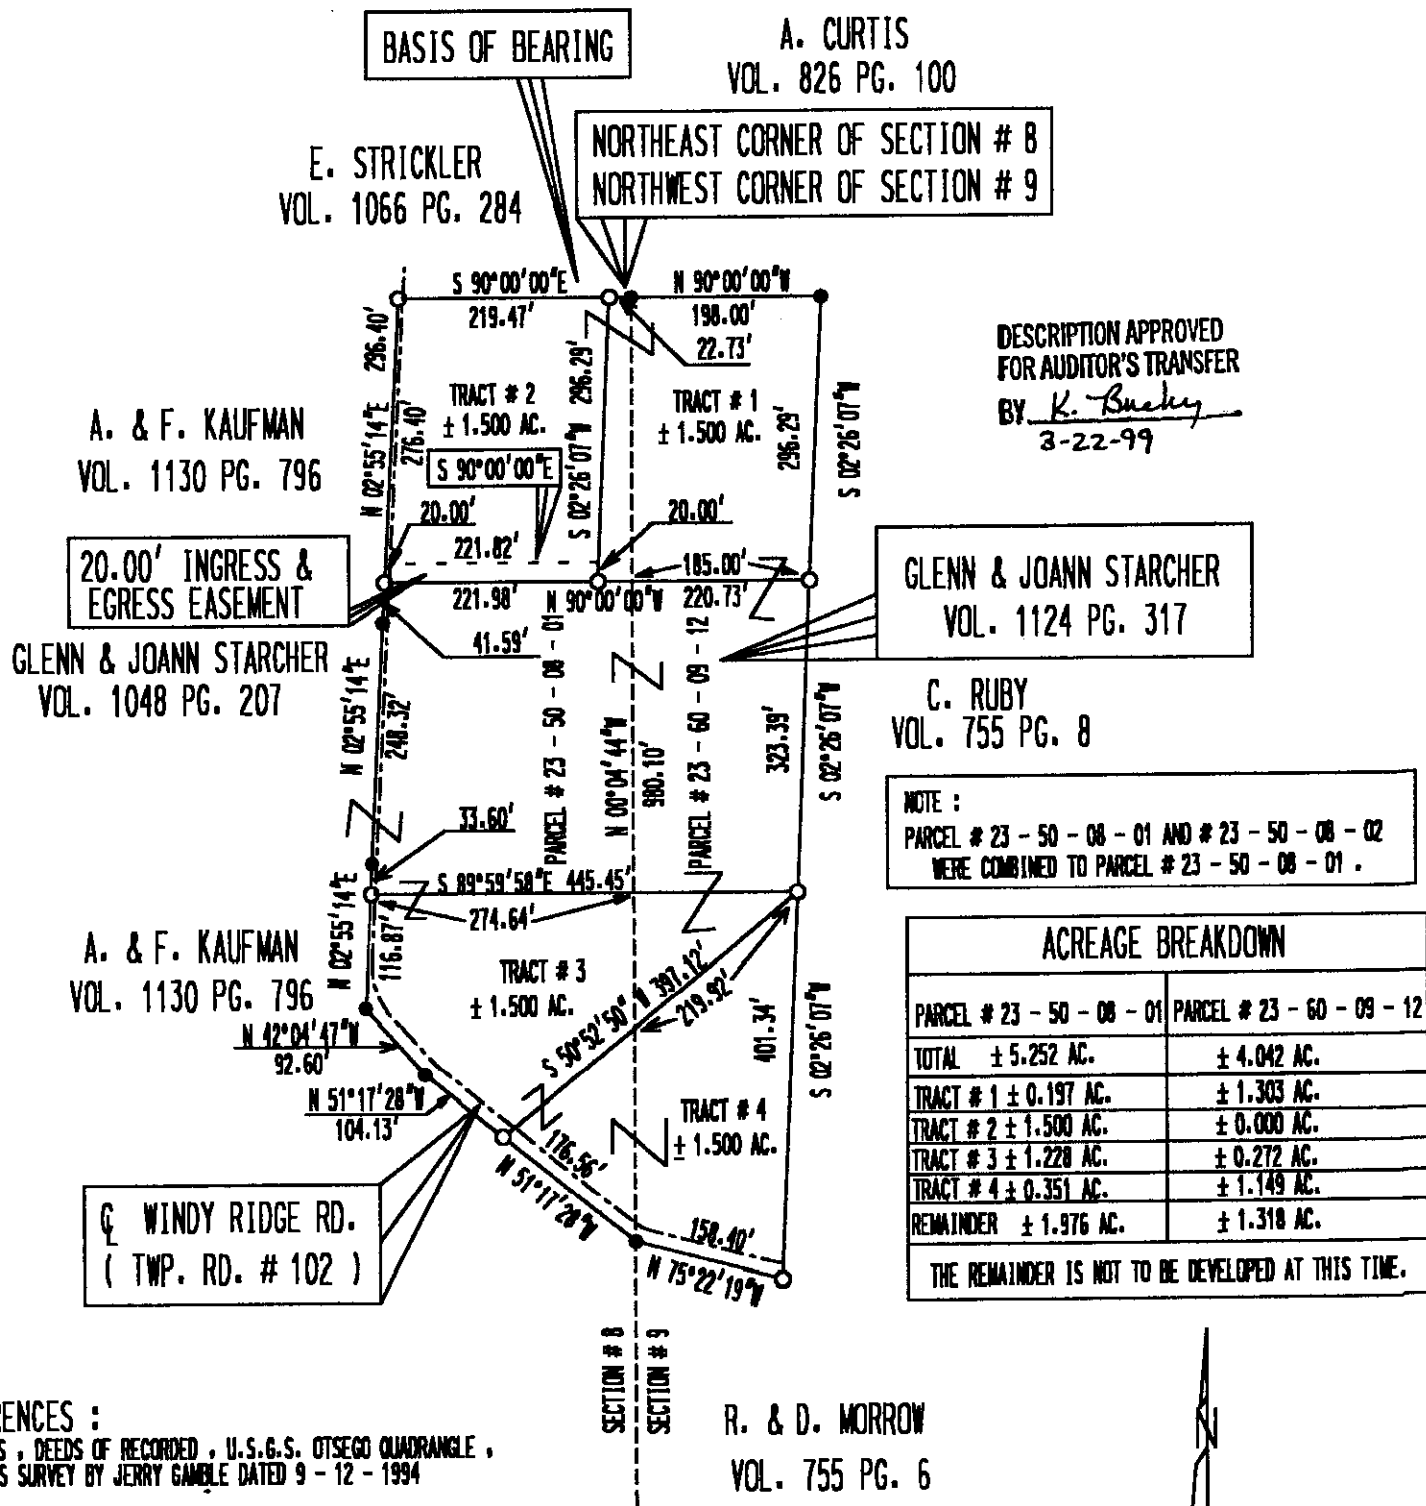 BASIS OF BEARING
A. CURTIS
VOL. 826 PG. 100
NORTHEAST CORNER OF SECTION # 8
NORTHWEST CORNER OF SECTION # 9
E. STRICKLER
VOL. 1066 PG. 284
S 90°00'00"E
219.47'
N 90°00'00"W
198.00'
22.73'
N 02°55'14"E 296.40'
276.40'
TRACT # 2
± 1.500 AC.
S 90°00'00"E
S 02°26'07"W 296.29'
TRACT # 1
± 1.500 AC.
296.29'
S 02°26'07"W
DESCRIPTION APPROVED
FOR AUDITOR'S TRANSFER
BY K.
3-22-99
A. & F. KAUFMAN
VOL. 1130 PG. 796
20.00'
221.82'
20.00'
185.00'
20.00' INGRESS &
EGRESS EASEMENT
221.98'
N 90°00'00"W
220.73'
41.59'
GLENN & JOANN STARCHER
VOL. 1124 PG. 317
GLENN & JOANN STARCHER
VOL. 1048 PG. 207
N 02°55'14"E
248.32'
PARCEL # 23 - 50 - 08 - 01
N 00°04'44"W
980.10'
PARCEL # 23 - 60 - 09 - 12
323.39'
S 02°26'07"W
C. RUBY
VOL. 755 PG. 8
NOTE :
PARCEL # 23 - 50 - 08 - 01 AND # 23 - 50 - 08 - 02
WERE COMBINED TO PARCEL # 23 - 50 - 08 - 01 .
33.60'
S 89°59'58"E 445.45'
274.64'
A. & F. KAUFMAN
VOL. 1130 PG. 796
N 02°55'14"E
116.87'
TRACT # 3
± 1.500 AC.
S 50°52'50" W 397.12'
219.92'
401.34'
S 02°26'07"W
N 42°04'47"W
92.60'
N 51°17'28"W
104.13'
TRACT # 4
± 1.500 AC.
176.56'
N 51°17'28"W
158.40'
N 75°22'19"W
℄ WINDY RIDGE RD.
( TWP. RD. # 102 )
ACREAGE BREAKDOWN
PARCEL # 23 - 50 - 08 - 01 PARCEL # 23 - 60 - 09 - 12
TOTAL ± 5.252 AC. ± 4.042 AC.
TRACT # 1 ± 0.197 AC. ± 1.303 AC.
TRACT # 2 ± 1.500 AC. ± 0.000 AC.
TRACT # 3 ± 1.228 AC. ± 0.272 AC.
TRACT # 4 ± 0.351 AC. ± 1.149 AC.
REMAINDER ± 1.976 AC. ± 1.318 AC.
THE REMAINDER IS NOT TO BE DEVELOPED AT THIS TIME.
SECTION # 8
SECTION # 9
R. & D. MORROW
VOL. 755 PG. 6
ENCES :
S , DEEDS OF RECORDED , U.S.G.S. OTSEGO QUADRANGLE ,
S SURVEY BY JERRY GAMBLE DATED 9 - 12 - 1994
N